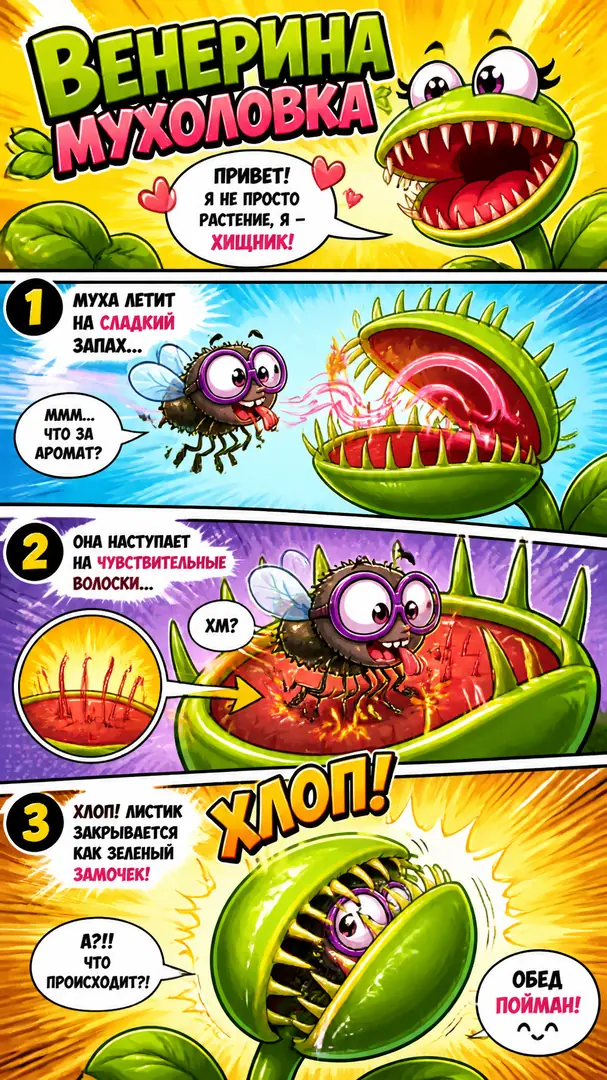 ВЕНЕРИНА
МУХОЛОВКА
ПРИВЕТ!
Я НЕ ПРОСТО
РАСТЕНИЕ, Я –
ХИЩНИК!
1
МУХА ЛЕТИТ
НА СЛАДКИЙ
ЗАПАХ...
МММ...
ЧТО ЗА
АРОМАТ?
2
ОНА НАСТУПАЕТ
НА ЧУВСТВИТЕЛЬНЫЕ
ВОЛОСКИ...
ХМ?
3
ХЛОП! ЛИСТИК
ЗАКРЫВАЕТСЯ
КАК ЗЕЛЕНЫЙ
ЗАМОЧЕК!
ХЛОП!
А?!!
ЧТО
ПРОИСХОДИТ?!
ОБЕД
ПОЙМАН!